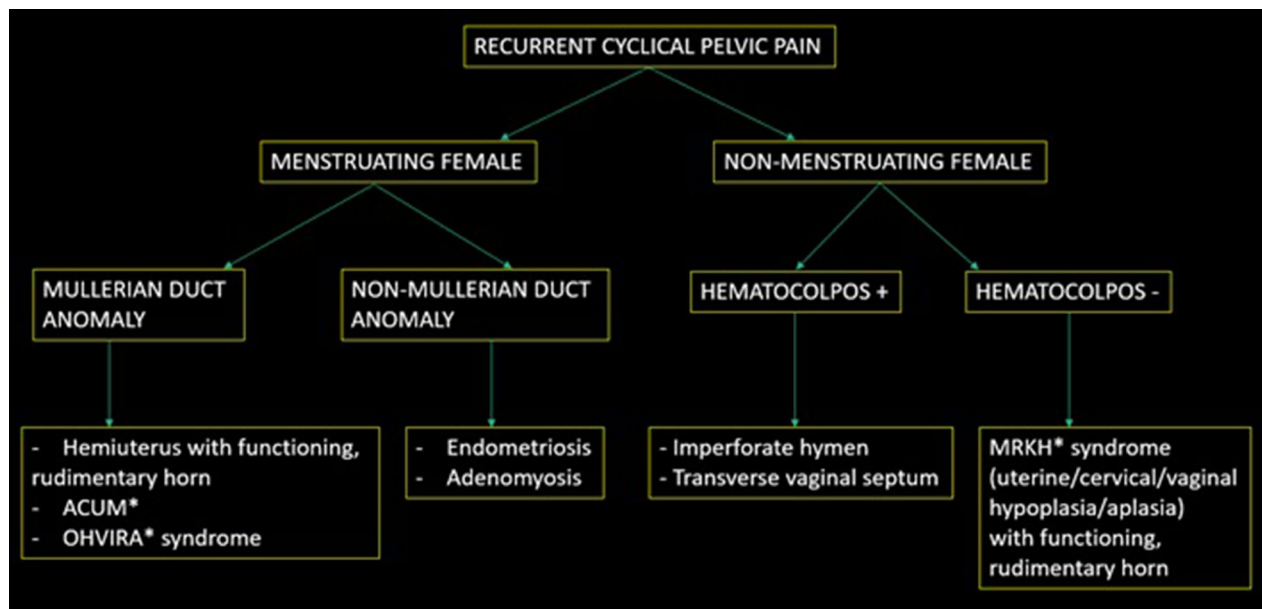 RECURRENT CYCLICAL PELVIC PAIN
MENSTRUATING FEMALE
NON-MENSTRUATING FEMALE
MULLERIAN DUCT
ANOMALY
NON-MULLERIAN DUCT
ANOMALY
HEMATOCOLPOS +
HEMATOCOLPOS -
- Hemiuterus with functioning,
rudimentary horn
- ACUM*
- OHVIRA* syndrome
- Endometriosis
- Adenomyosis
- Imperforate hymen
- Transverse vaginal septum
MRKH* syndrome
(uterine/cervical/vaginal
hypoplasia/aplasia)
with functioning,
rudimentary horn